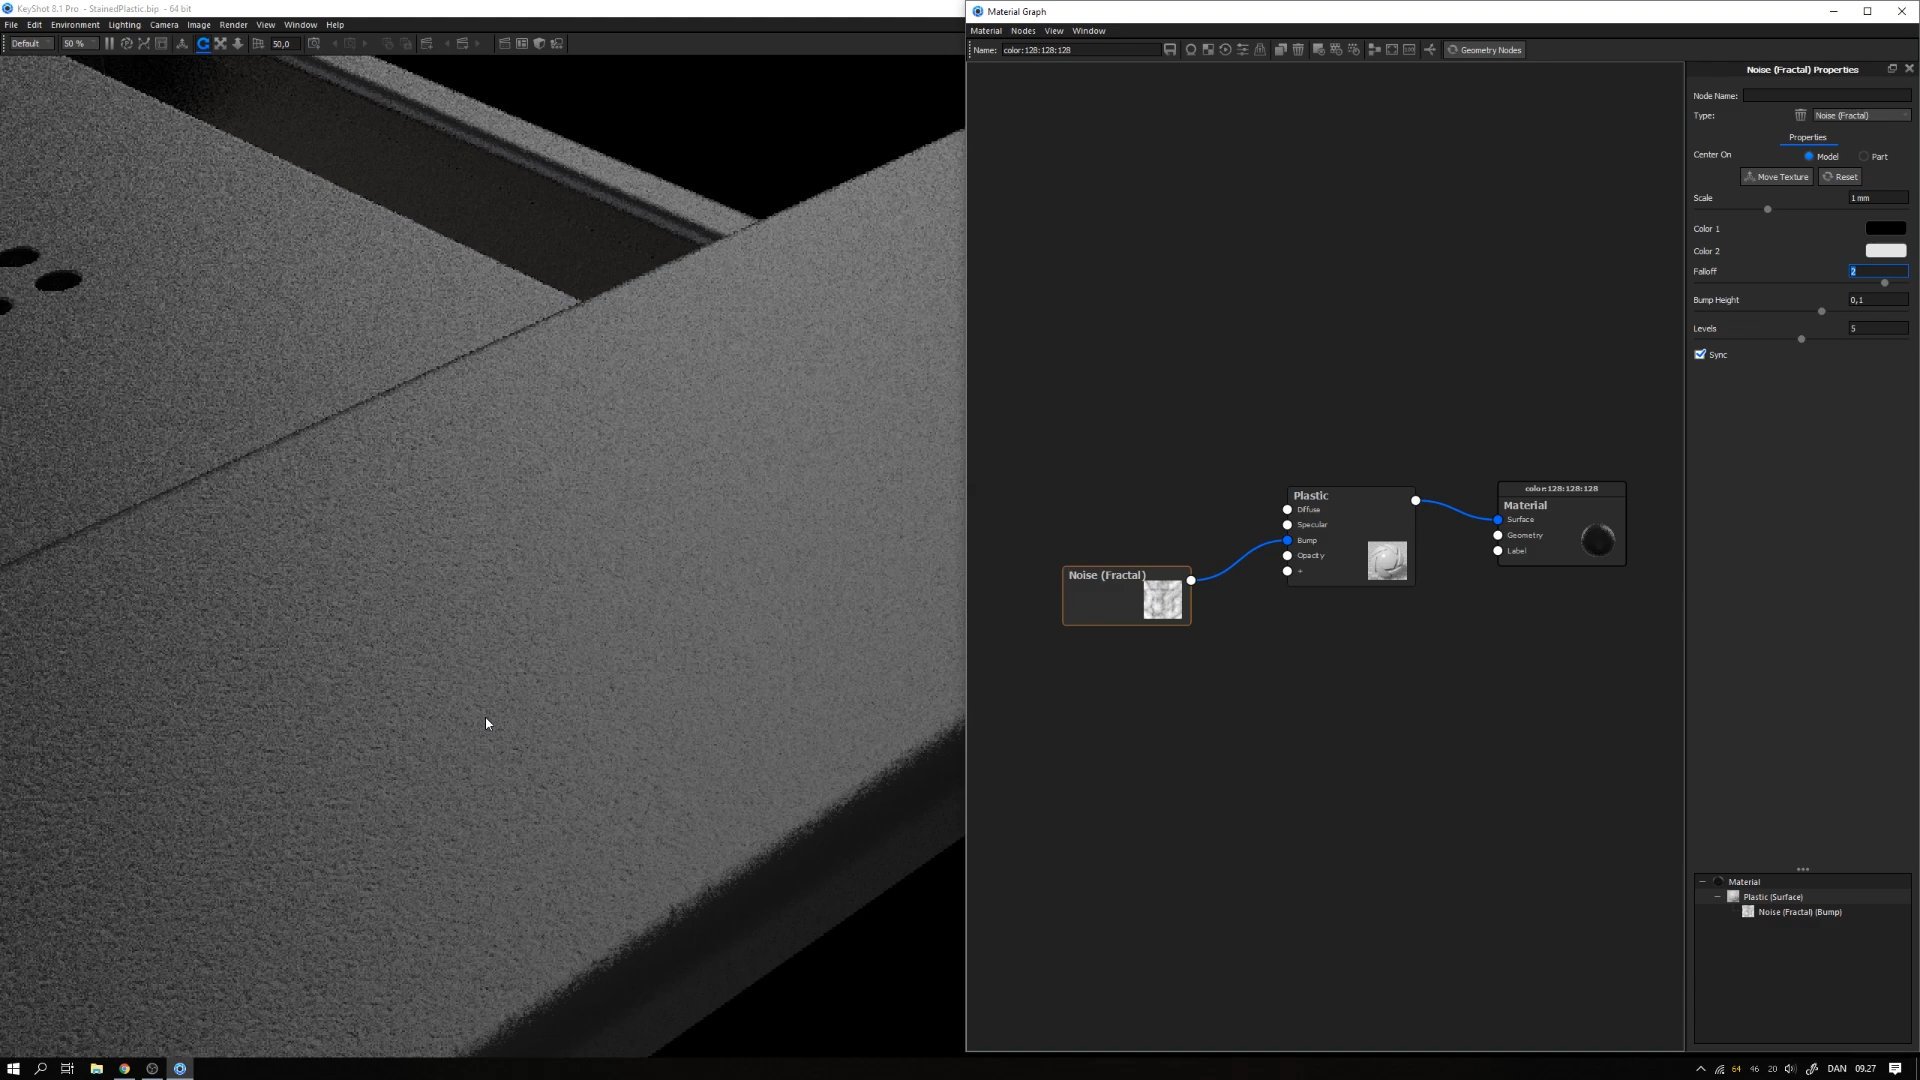 KeyShot 8.1 Pro - StainedPlastic.bip - 64 bit
File Edit Environment Lighting Camera Image Render View Window Help
Default 50 % 50,0
Material Graph
Material Nodes View Window
Name: color:128:128:128 Geometry Nodes
Noise (Fractal) Properties
Node Name:
Type: Noise (Fractal)
Properties
Center On Model Part
Move Texture Reset
Scale 1 mm
Color 1
Color 2
Falloff 2
Bump Height 0,1
Levels 5
Sync
Noise (Fractal)
Plastic
Diffuse
Specular
Bump
Opacity
+
color:128:128:128
Material
Surface
Geometry
Label
Material
Plastic (Surface)
Noise (Fractal) (Bump)
64 46 20 DAN 09.27